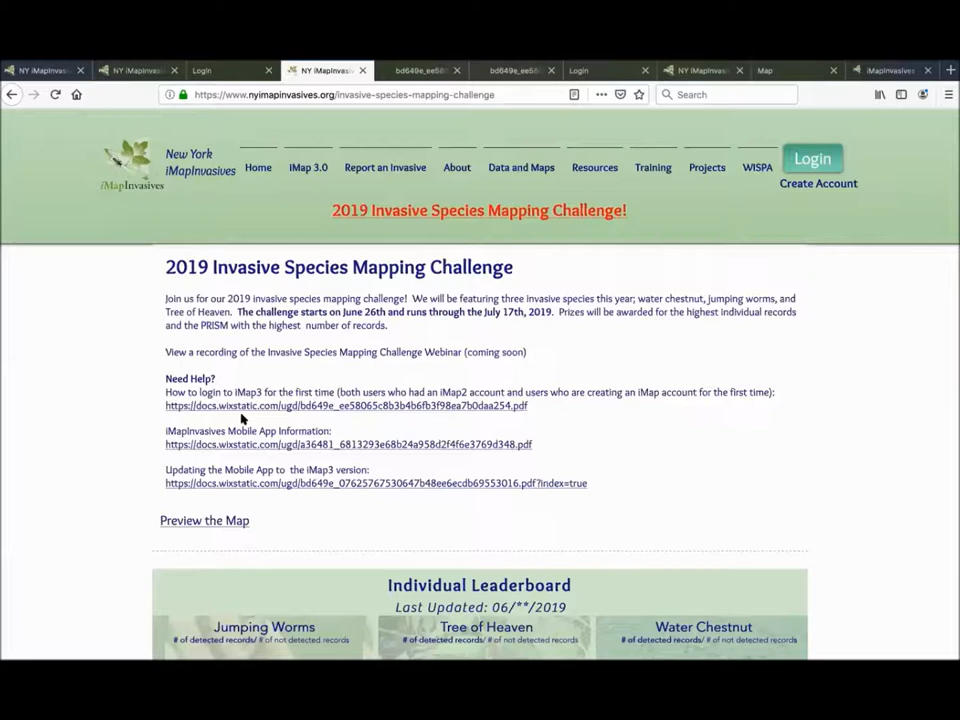 NY iMapInvasiv
NY iMapInvasiv
Login
NY iMapInvasiv
bd649e_ee580
bd649e_ee580
Login
NY iMapInvasiv
Map
iMapInvasives
https://www.nyimapinvasives.org/invasive-species-mapping-challenge
Search
iMapInvasives
New York
iMapInvasives
Home
iMap 3.0
Report an Invasive
About
Data and Maps
Resources
Training
Projects
WISPA
Login
Create Account
2019 Invasive Species Mapping Challenge!
2019 Invasive Species Mapping Challenge
Join us for our 2019 invasive species mapping challenge! We will be featuring three invasive species this year; water chestnut, jumping worms, and
Tree of Heaven. The challenge starts on June 26th and runs through the July 17th, 2019. Prizes will be awarded for the highest individual records
and the PRISM with the highest number of records.
View a recording of the Invasive Species Mapping Challenge Webinar (coming soon)
Need Help?
How to login to iMap3 for the first time (both users who had an iMap2 account and users who are creating an iMap account for the first time):
https://docs.wixstatic.com/ugd/bd649e_ee58065c8b3b4b6fb3f98ea7b0daa254.pdf
iMapInvasives Mobile App Information:
https://docs.wixstatic.com/ugd/a36481_6813293e68b24a958d2f4f6e3769d348.pdf
Updating the Mobile App to the iMap3 version:
https://docs.wixstatic.com/ugd/bd649e_07625767530647b48ee6ecdb69553016.pdf?index=true
Preview the Map
Individual Leaderboard
Last Updated: 06/**/2019
Jumping Worms
# of detected records/ # of not detected records
Tree of Heaven
# of detected records/ # of not detected records
Water Chestnut
# of detected records/ # of not detected records